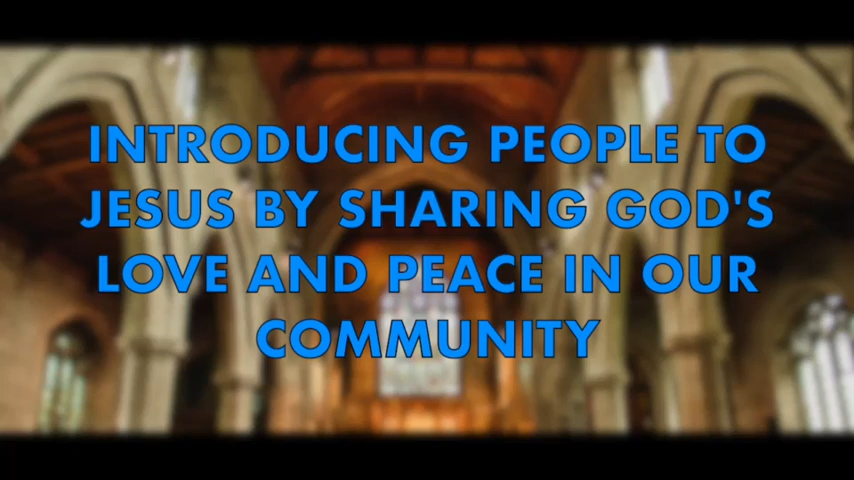 INTRODUCING PEOPLE TO
JESUS BY SHARING GOD'S
LOVE AND PEACE IN OUR
COMMUNITY